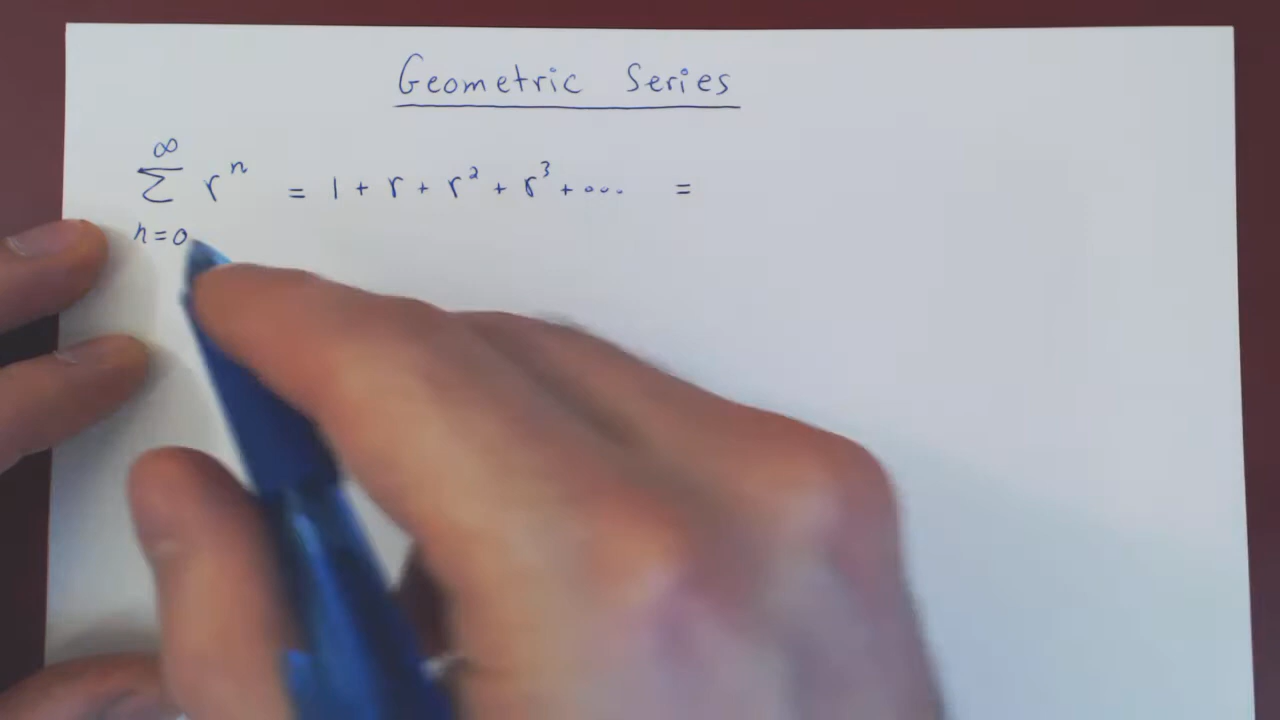 Geometric Series
∞
∑ rⁿ = 1 + r + r² + r³ + ... =
n=0